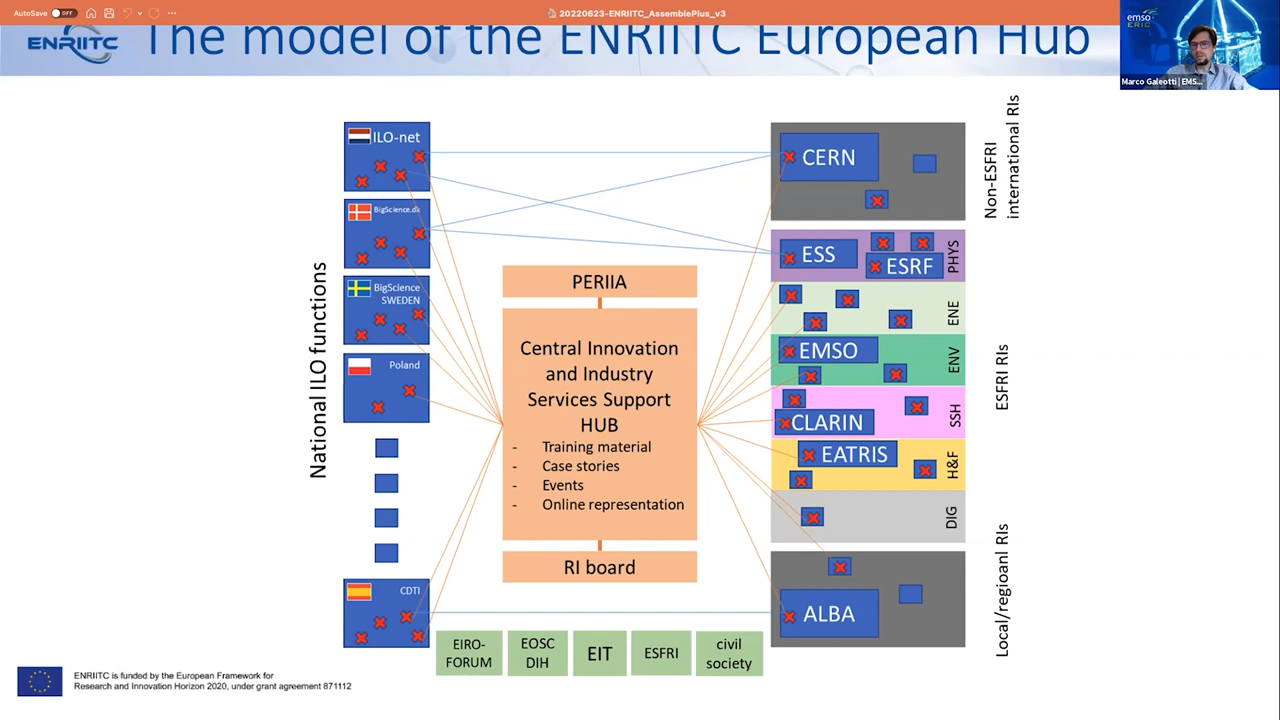 AutoSave OFF
20220623-ENRIITC_AssemblePlus_v3
ENRIITC
The model of the ENRIITC European Hub
emso
ERIC
Marco Galeotti | EMS...
National ILO functions
ILO-net
BigScience.dk
BigScience
SWEDEN
Poland
CDTI
PERIIA
Central Innovation
and Industry
Services Support
HUB
- Training material
- Case stories
- Events
- Online representation
RI board
EIRO-
FORUM
EOSC
DIH
EIT
ESFRI
civil
society
CERN
Non-ESFRI
international RIs
ESS
ESRF
PHYS
ENE
EMSO
ENV
CLARIN
SSH
EATRIS
H&F
DIG
ESFRI RIs
ALBA
Local/regioanl RIs
ENRIITC is funded by the European Framework for
Research and Innovation Horizon 2020, under grant agreement 871112